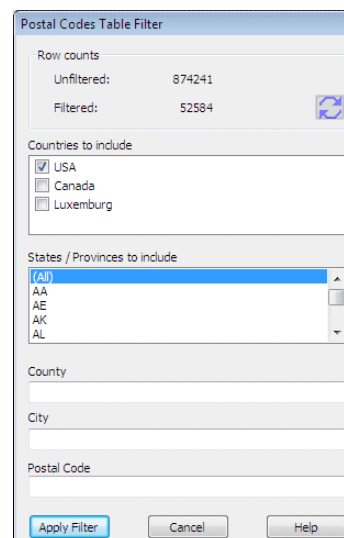 Postal Codes Table Filter
Row counts
Unfiltered: 874241
Filtered: 52584
Countries to include
USA
Canada
Luxemburg
States / Provinces to include
(All)
AA
AE
AK
AL
County
City
Postal Code
Apply Filter Cancel Help